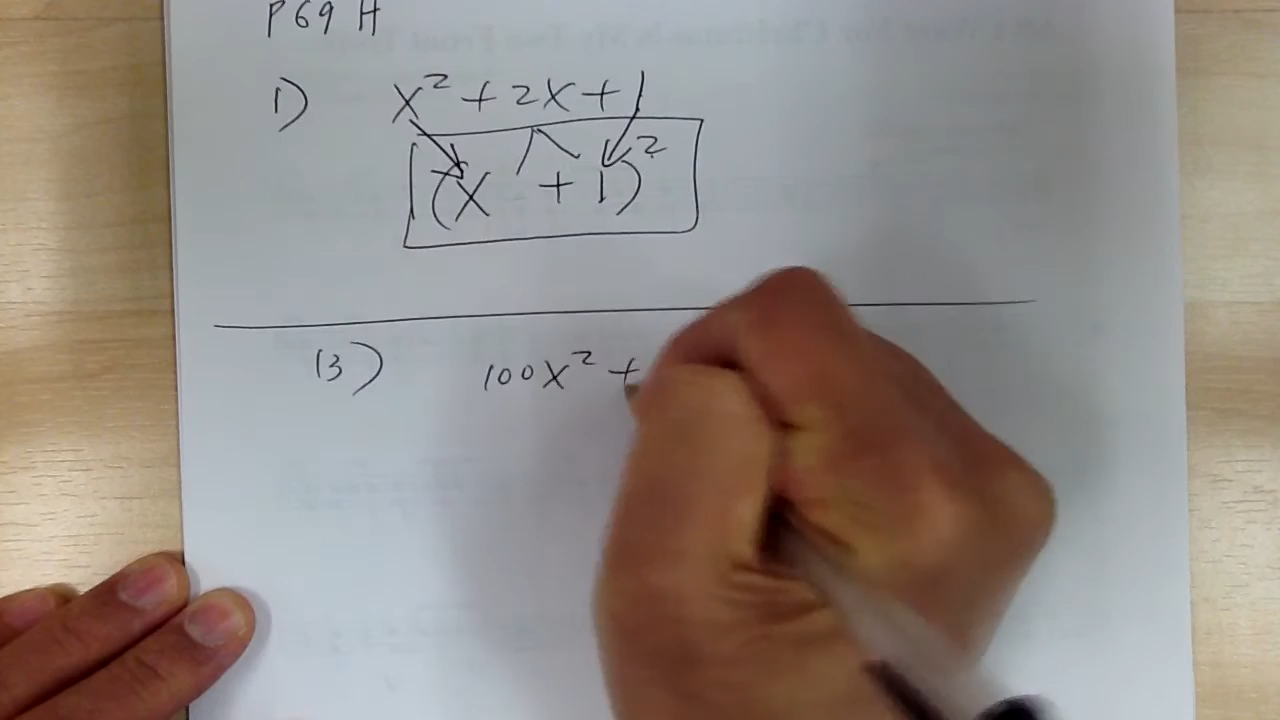 P69 H
1) x² + 2x + 1
(x + 1)²
13) 100x² +